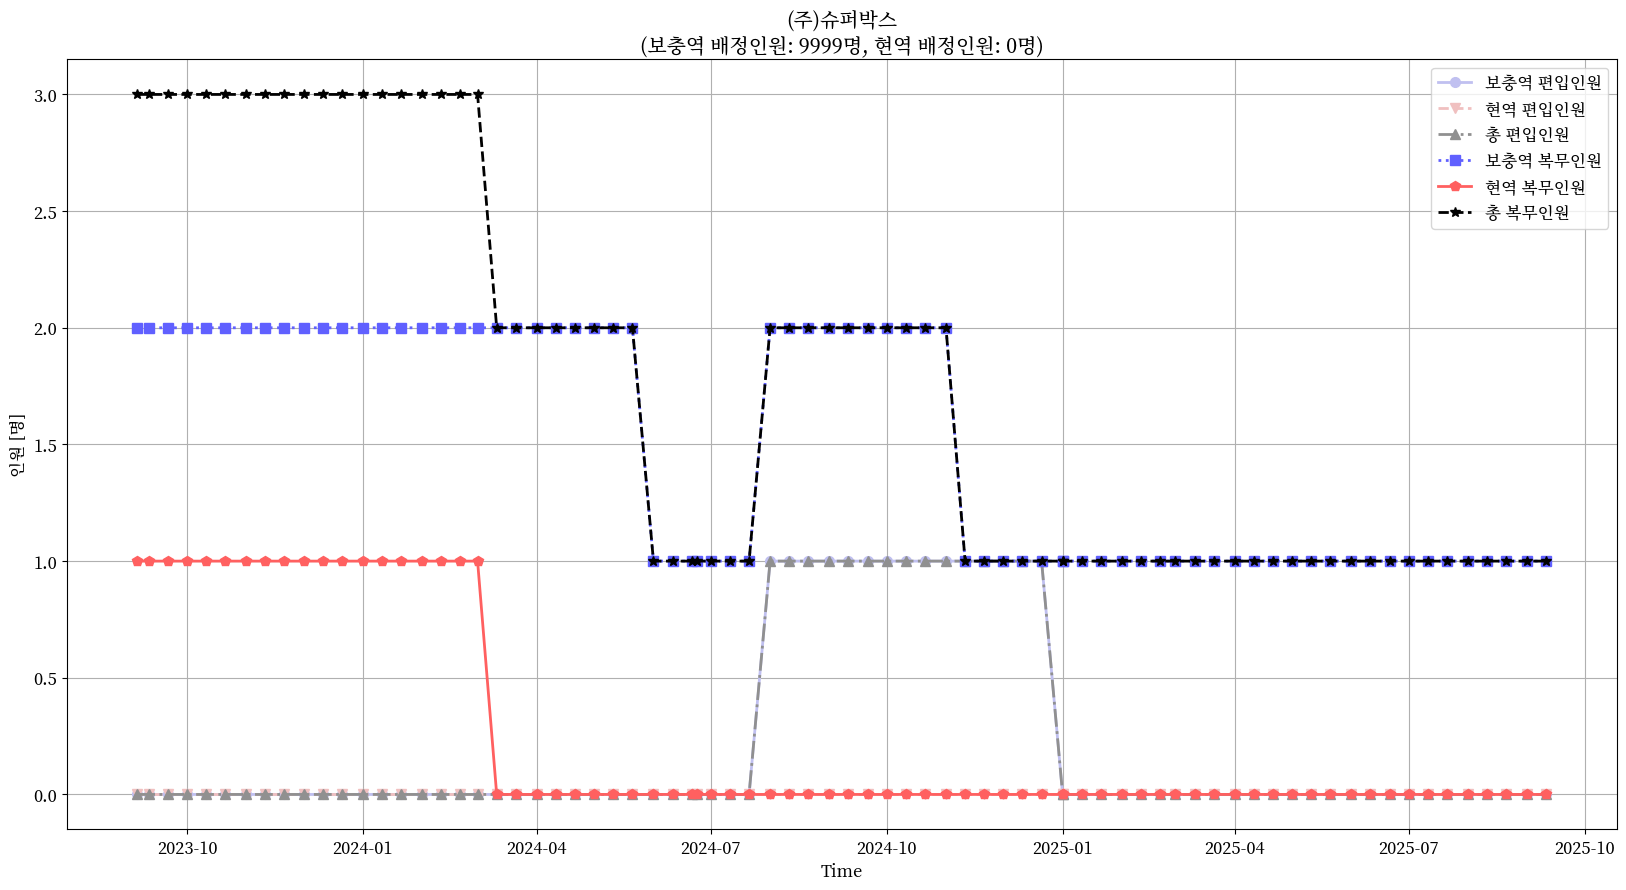 (주)슈퍼박스
(보충역 배정인원: 9999명, 현역 배정인원: 0명)
보충역 편입인원
현역 편입인원
총 편입인원
보충역 복무인원
현역 복무인원
총 복무인원
인원 [명]
3.0
2.5
2.0
1.5
1.0
0.5
0.0
2023-10
2024-01
2024-04
2024-07
2024-10
2025-01
2025-04
2025-07
2025-10
Time